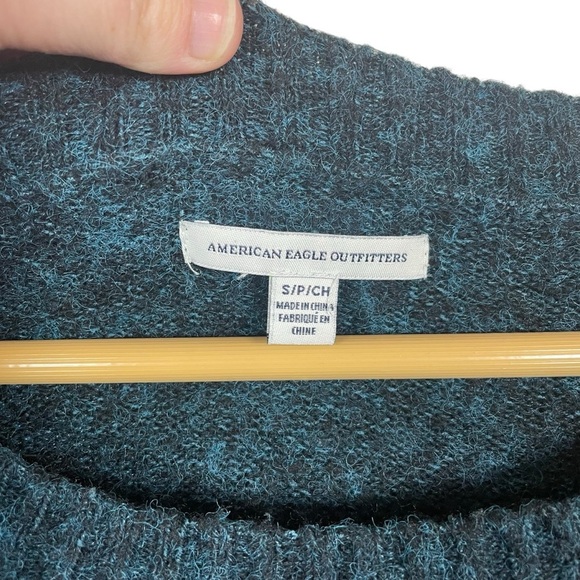 AMERICAN EAGLE OUTFITTERS
S/P/CH
MADE IN CHINA
FABRIQUÉ EN
CHINE